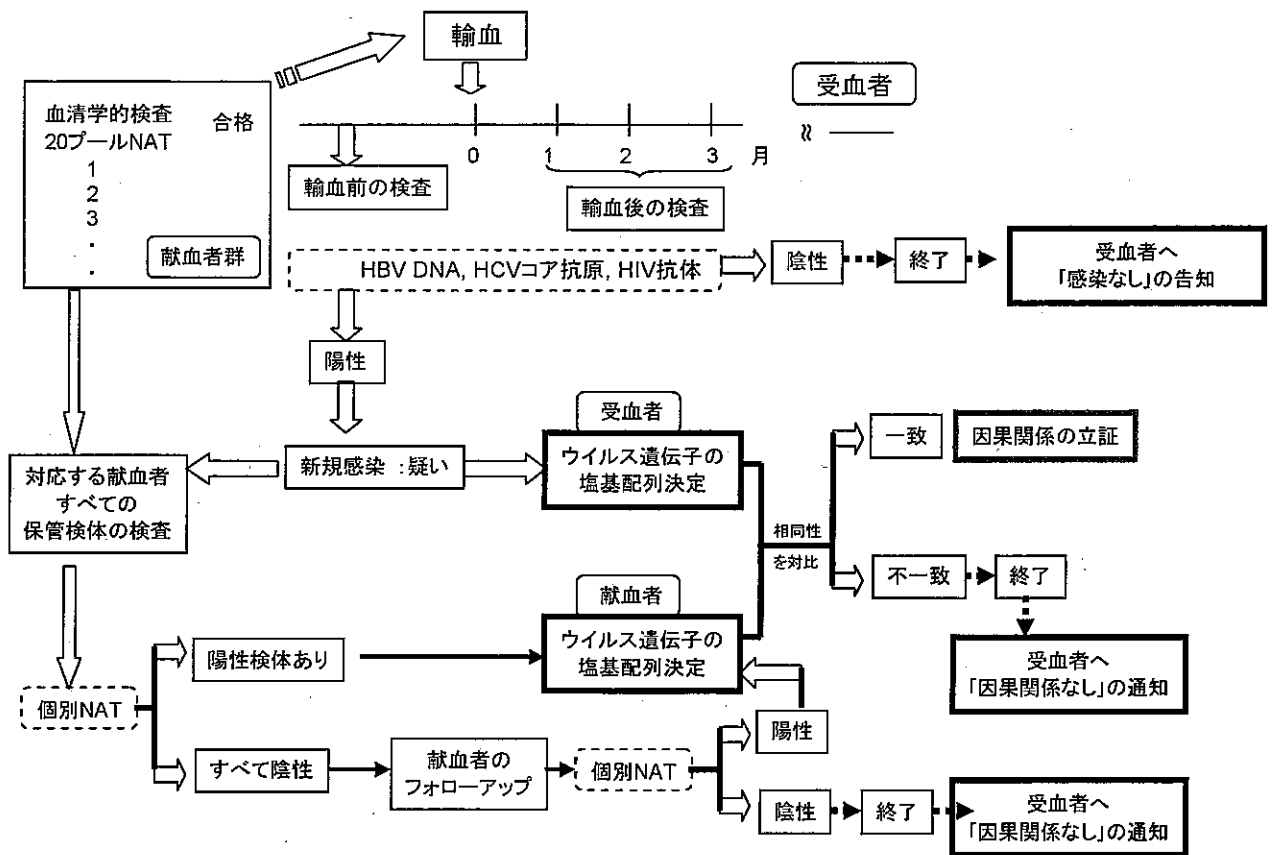 輸血
受血者
血清学的検査 合格
20プールNAT
1
2
3
・
・
献血者群
0 1 2 3 月
輸血前の検査
輸血後の検査
HBV DNA, HCVコア抗原, HIV抗体
陰性
終了
受血者へ
「感染なし」の告知
陽性
受血者
新規感染 :疑い
ウイルス遺伝子の
塩基配列決定
一致
因果関係の立証
対応する献血者
すべての
保管検体の検査
相同性
を対比
不一致
終了
献血者
ウイルス遺伝子の
塩基配列決定
陽性検体あり
受血者へ
「因果関係なし」の通知
個別NAT
陽性
すべて陰性
献血者の
フォローアップ
個別NAT
陰性
終了
受血者へ
「因果関係なし」の通知